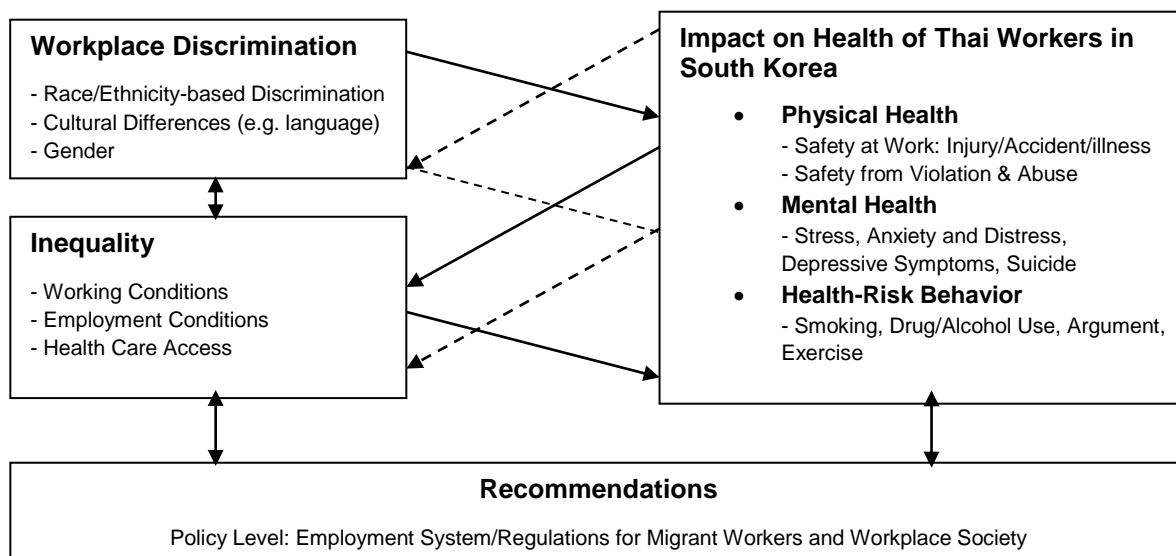 Workplace Discrimination
- Race/Ethnicity-based Discrimination
- Cultural Differences (e.g. language)
- Gender
Inequality
- Working Conditions
- Employment Conditions
- Health Care Access
Impact on Health of Thai Workers in
South Korea
• Physical Health
- Safety at Work: Injury/Accident/illness
- Safety from Violation & Abuse
• Mental Health
- Stress, Anxiety and Distress,
Depressive Symptoms, Suicide
• Health-Risk Behavior
- Smoking, Drug/Alcohol Use, Argument,
Exercise
Recommendations
Policy Level: Employment System/Regulations for Migrant Workers and Workplace Society